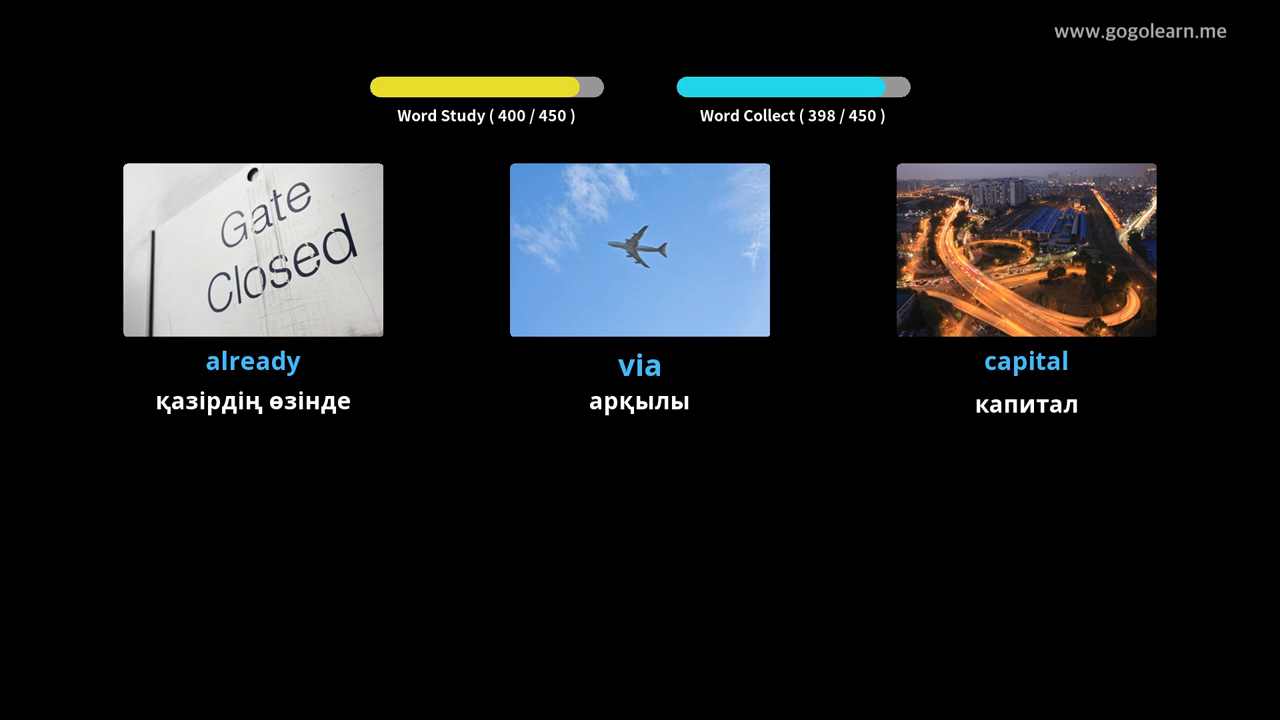 www.gogolearn.me
Word Study ( 400 / 450 )
Word Collect ( 398 / 450 )
Gate
Closed
already
via
capital
қазірдің өзінде
арқылы
капитал